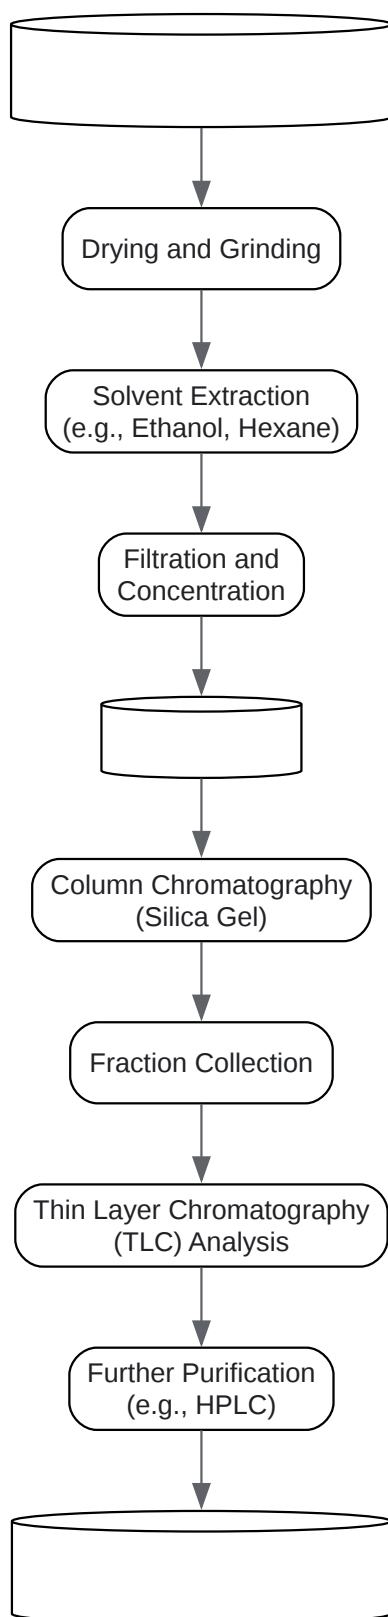 Drying and Grinding
Solvent Extraction
(e.g., Ethanol, Hexane)
Filtration and
Concentration
Column Chromatography
(Silica Gel)
Fraction Collection
Thin Layer Chromatography
(TLC) Analysis
Further Purification
(e.g., HPLC)